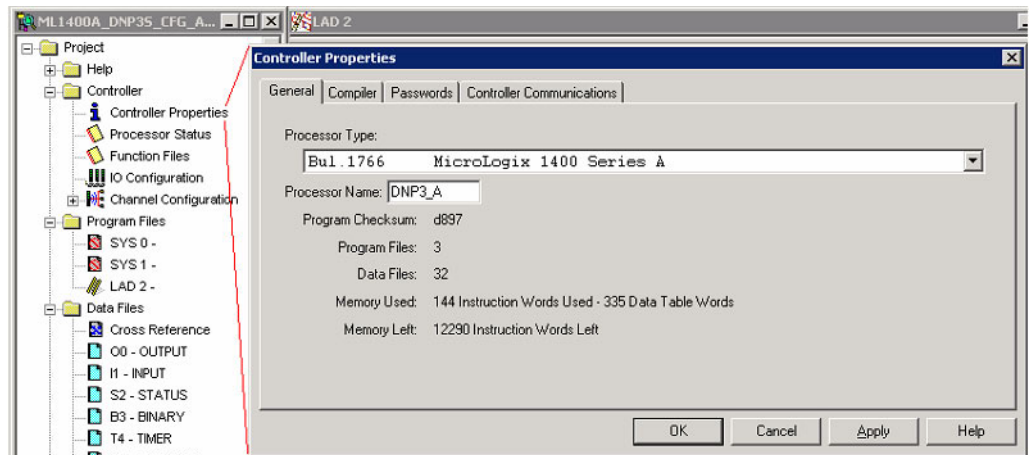 ML1400A_DNP3S_CFG_A...
LAD 2
Project
Help
Controller
Controller Properties
Processor Status
Function Files
IO Configuration
Channel Configuration
Program Files
SYS 0 -
SYS 1 -
LAD 2 -
Data Files
Cross Reference
O0 - OUTPUT
I1 - INPUT
S2 - STATUS
B3 - BINARY
T4 - TIMER
Controller Properties
General Compiler Passwords Controller Communications
Processor Type:
Bul.1766 MicroLogix 1400 Series A
Processor Name: DNP3_A
Program Checksum: d897
Program Files: 3
Data Files: 32
Memory Used: 144 Instruction Words Used - 335 Data Table Words
Memory Left: 12290 Instruction Words Left
OK Cancel Apply Help